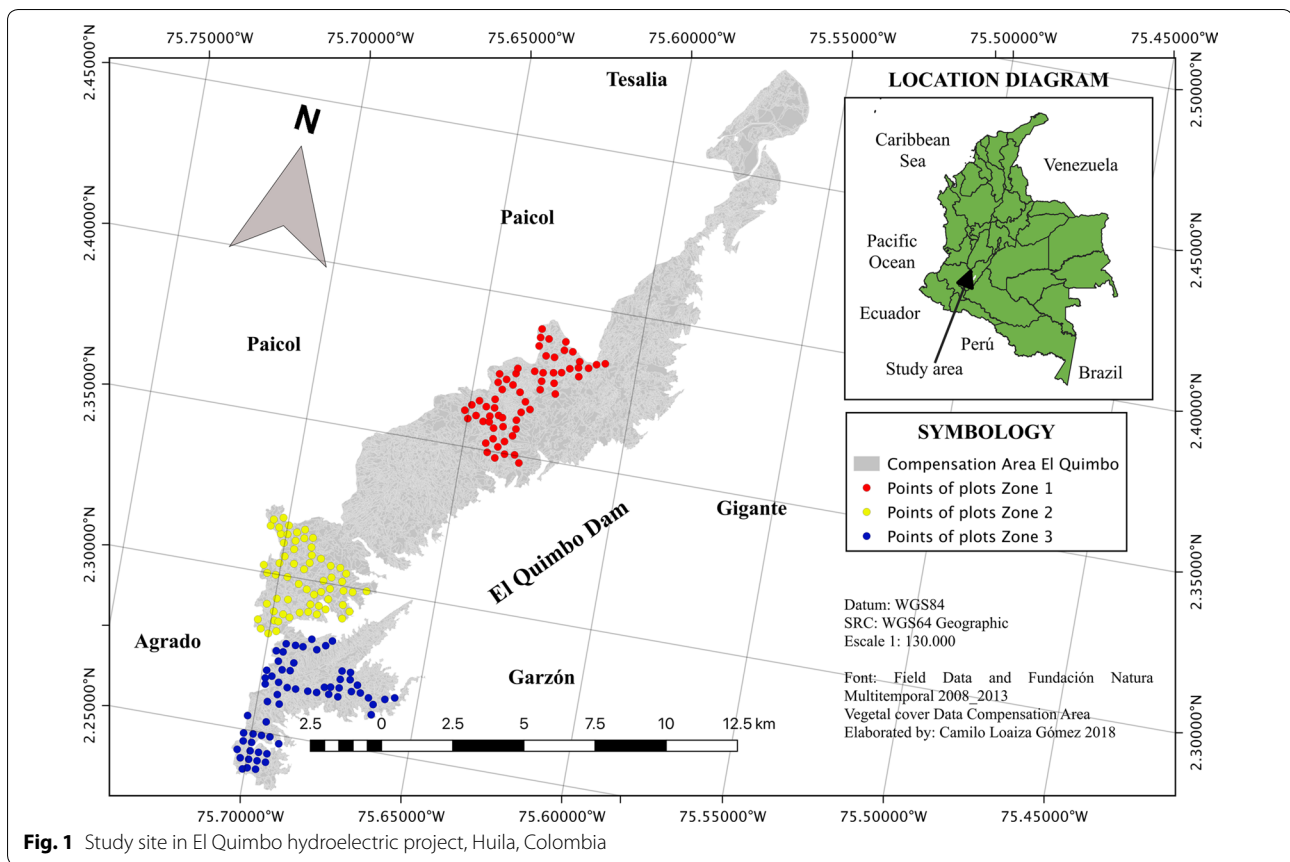 75.75000°W 75.70000°W 75.65000°W 75.60000°W 75.55000°W 75.50000°W 75.45000°W
2.45000°N
2.40000°N
2.35000°N
2.30000°N
2.25000°N
N
Tesalia
Paicol
Paicol
Gigante
El Quimbo Dam
Agrado
Garzón
2.5 0 2.5 5 7.5 10 12.5 km
LOCATION DIAGRAM
Caribbean
Sea
Venezuela
Pacific
Ocean
Ecuador
Perú
Study area
Brazil
SYMBOLOGY
Compensation Area El Quimbo
Points of plots Zone 1
Points of plots Zone 2
Points of plots Zone 3
Datum: WGS84
SRC: WGS64 Geographic
Escale 1: 130.000
Font: Field Data and Fundación Natura
Multitemporal 2008_2013
Vegetal cover Data Compensation Area
Elaborated by: Camilo Loaiza Gómez 2018
2.50000°N
2.45000°N
2.40000°N
2.35000°N
2.30000°N
75.70000°W 75.65000°W 75.60000°W 75.55000°W 75.50000°W 75.45000°W
Fig. 1 Study site in El Quimbo hydroelectric project, Huila, Colombia